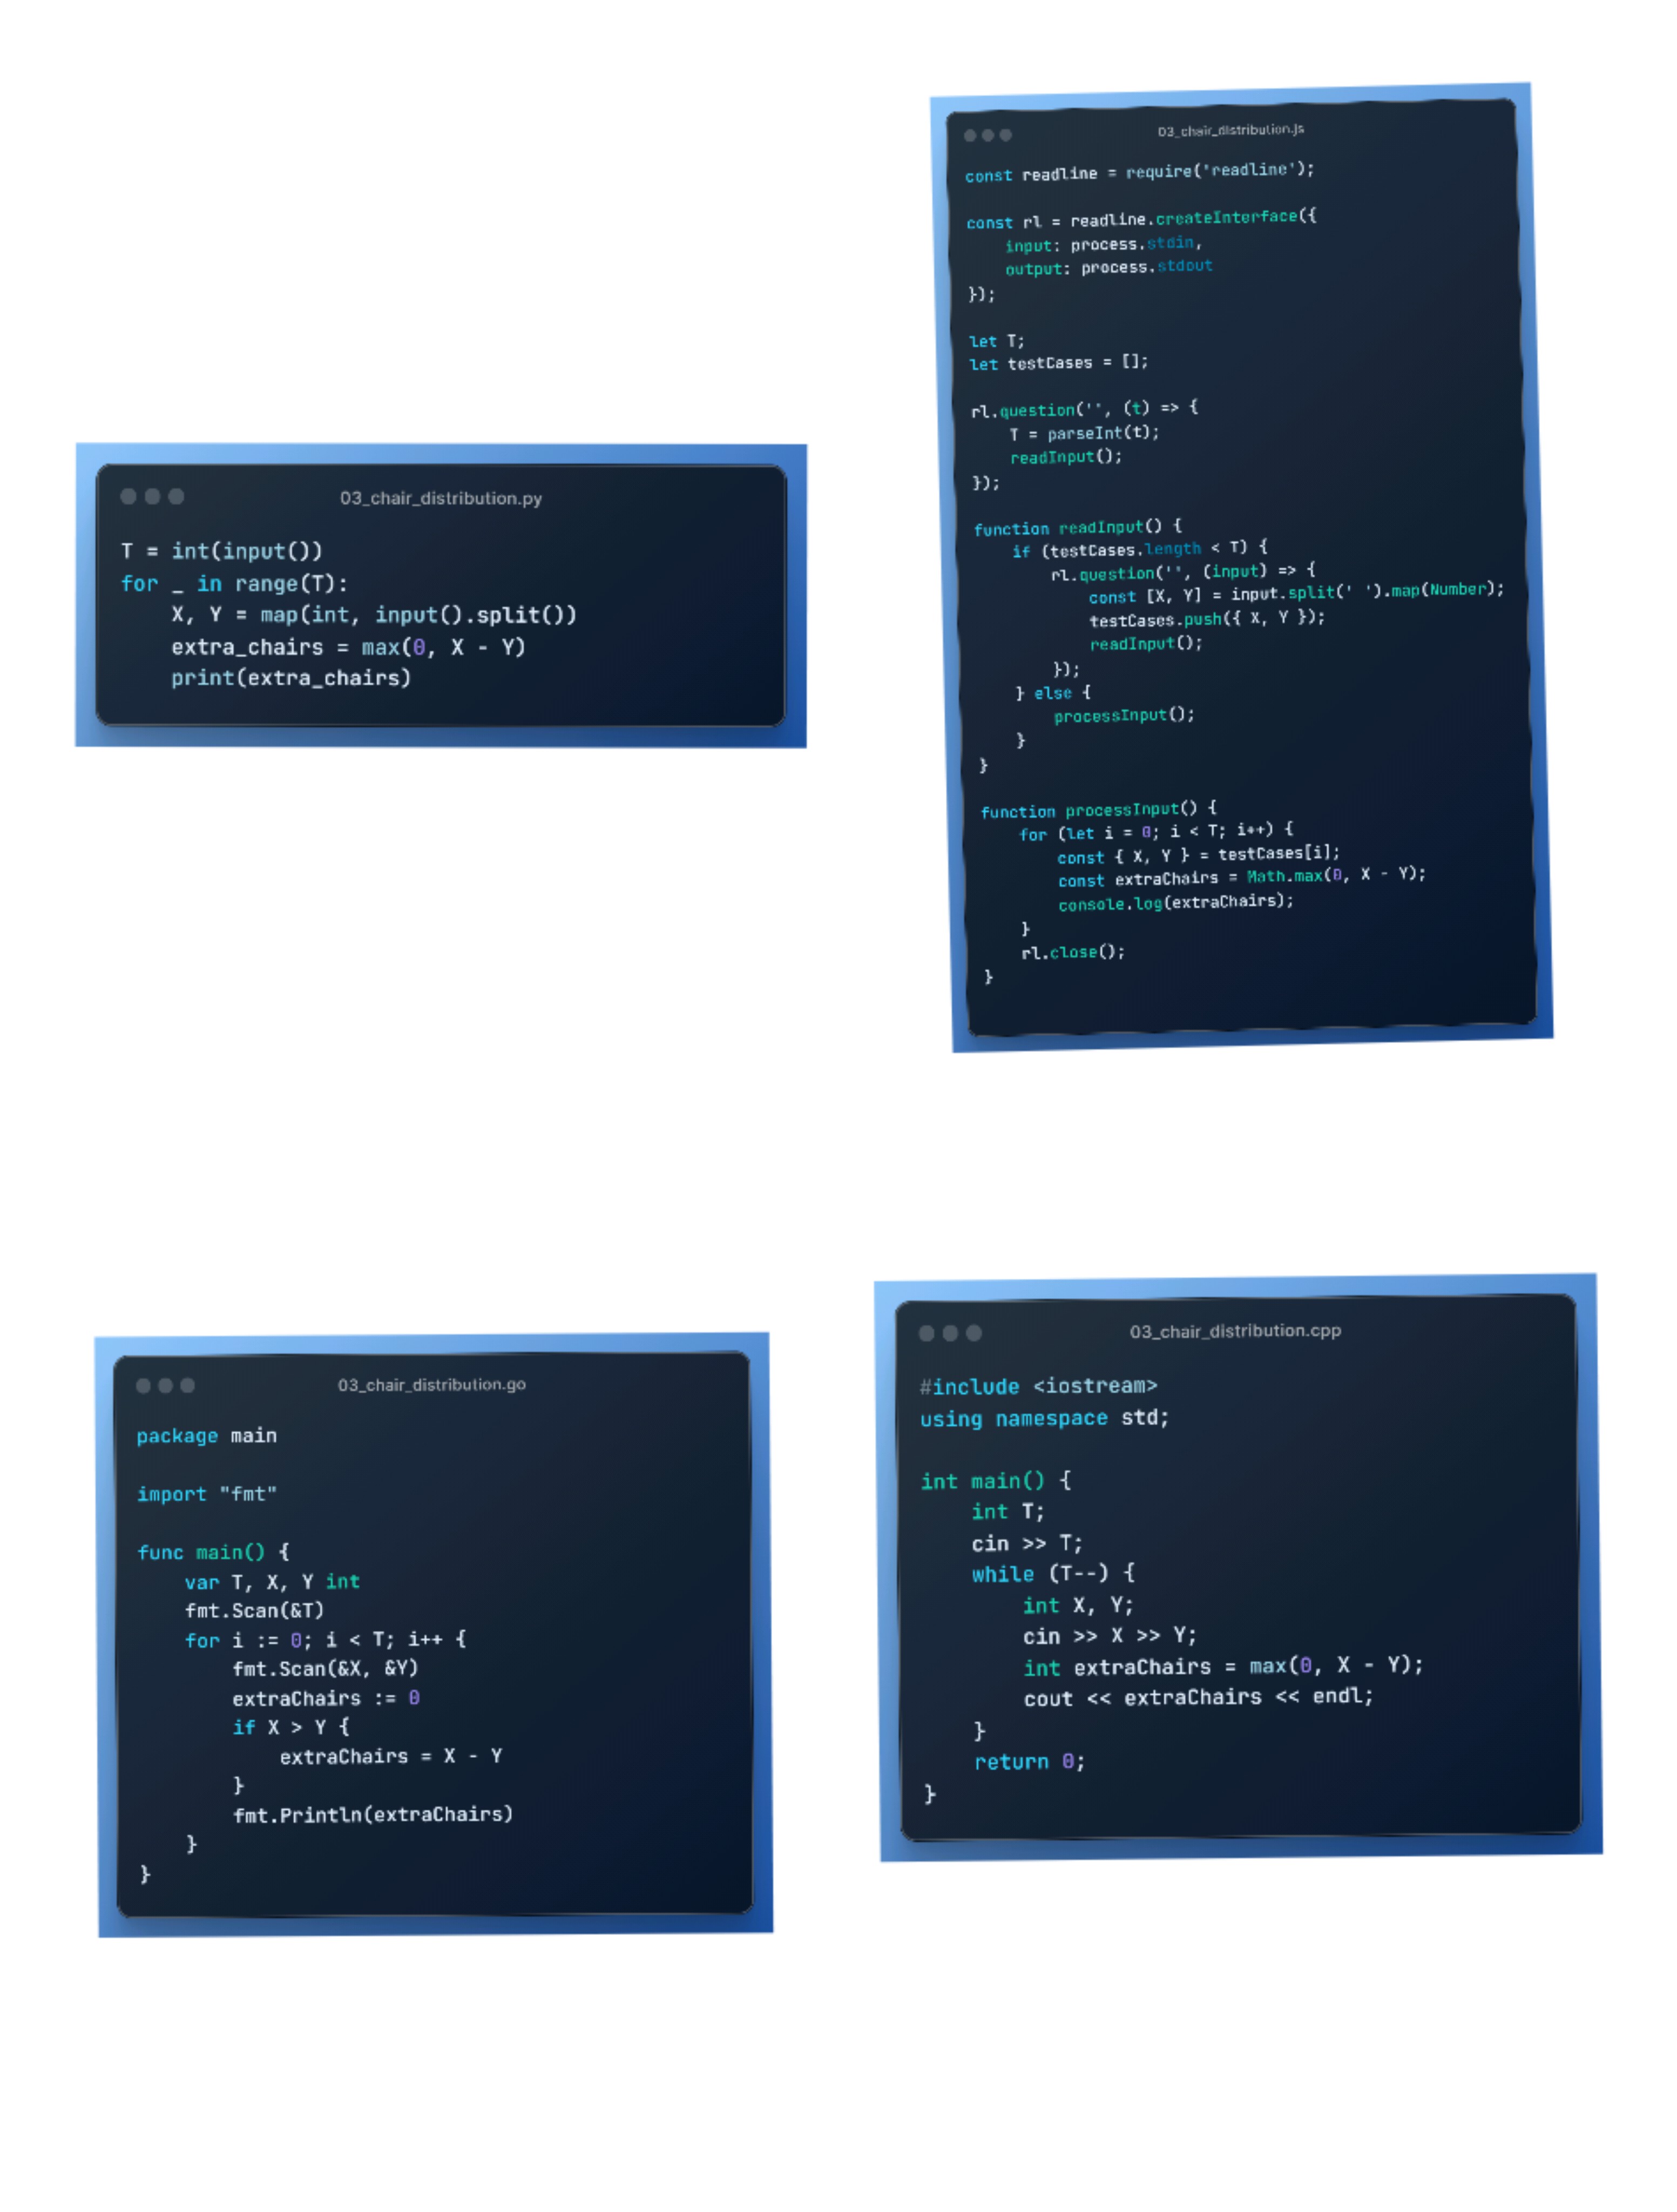 03_chair_distribution.py
T = int(input())
for _ in range(T):
    X, Y = map(int, input().split())
    extra_chairs = max(0, X - Y)
    print(extra_chairs)
03_chair_distribution.js
const readline = require('readline');
const rl = readline.createInterface({
    input: process.stdin,
    output: process.stdout
});
let T;
let testCases = [];
rl.question('', (t) => {
    T = parseInt(t);
    readInput();
});
function readInput() {
    if (testCases.length < T) {
        rl.question('', (input) => {
            const [X, Y] = input.split(' ').map(Number);
            testCases.push({ X, Y });
            readInput();
        });
    } else {
        processInput();
    }
}
function processInput() {
    for (let i = 0; i < T; i++) {
        const { X, Y } = testCases[i];
        const extraChairs = Math.max(0, X - Y);
        console.log(extraChairs);
    }
    rl.close();
}
03_chair_distribution.go
package main
import "fmt"
func main() {
    var T, X, Y int
    fmt.Scan(&T)
    for i := 0; i < T; i++ {
        fmt.Scan(&X, &Y)
        extraChairs := 0
        if X > Y {
            extraChairs = X - Y
        }
        fmt.Println(extraChairs)
    }
}
03_chair_distribution.cpp
#include <iostream>
using namespace std;
int main() {
    int T;
    cin >> T;
    while (T--) {
        int X, Y;
        cin >> X >> Y;
        int extraChairs = max(0, X - Y);
        cout << extraChairs << endl;
    }
    return 0;
}